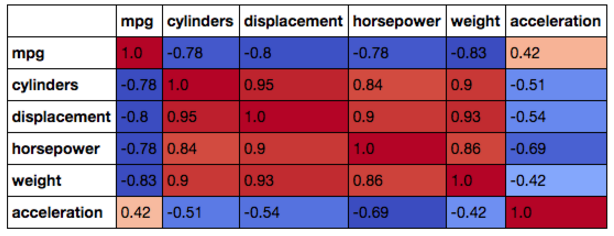 mpg cylinders displacement horsepower weight acceleration
mpg 1.0 -0.78 -0.8 -0.78 -0.83 0.42
cylinders -0.78 1.0 0.95 0.84 0.9 -0.51
displacement -0.8 0.95 1.0 0.9 0.93 -0.54
horsepower -0.78 0.84 0.9 1.0 0.86 -0.69
weight -0.83 0.9 0.93 0.86 1.0 -0.42
acceleration 0.42 -0.51 -0.54 -0.69 -0.42 1.0